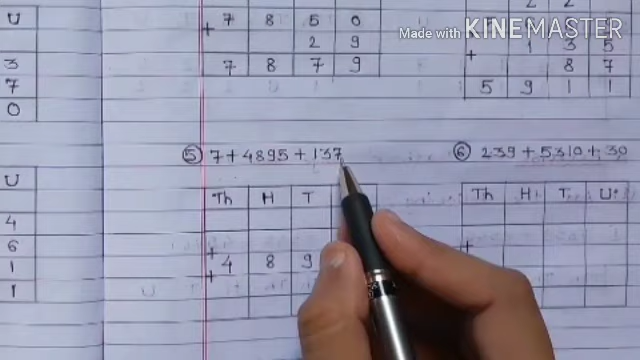 U
3
7
0
+ 7 8 5 0
2 9
7 8 7 9
Made with KINEMASTER
2 2
1 3 5
+ 8 7
5 9 1 1
⑤ 7 + 4895 + 137
Th H T
+
+ 4 8 9
⑥ 239 + 5,310 + 30
Th H T U
+
U
4
6
1
1